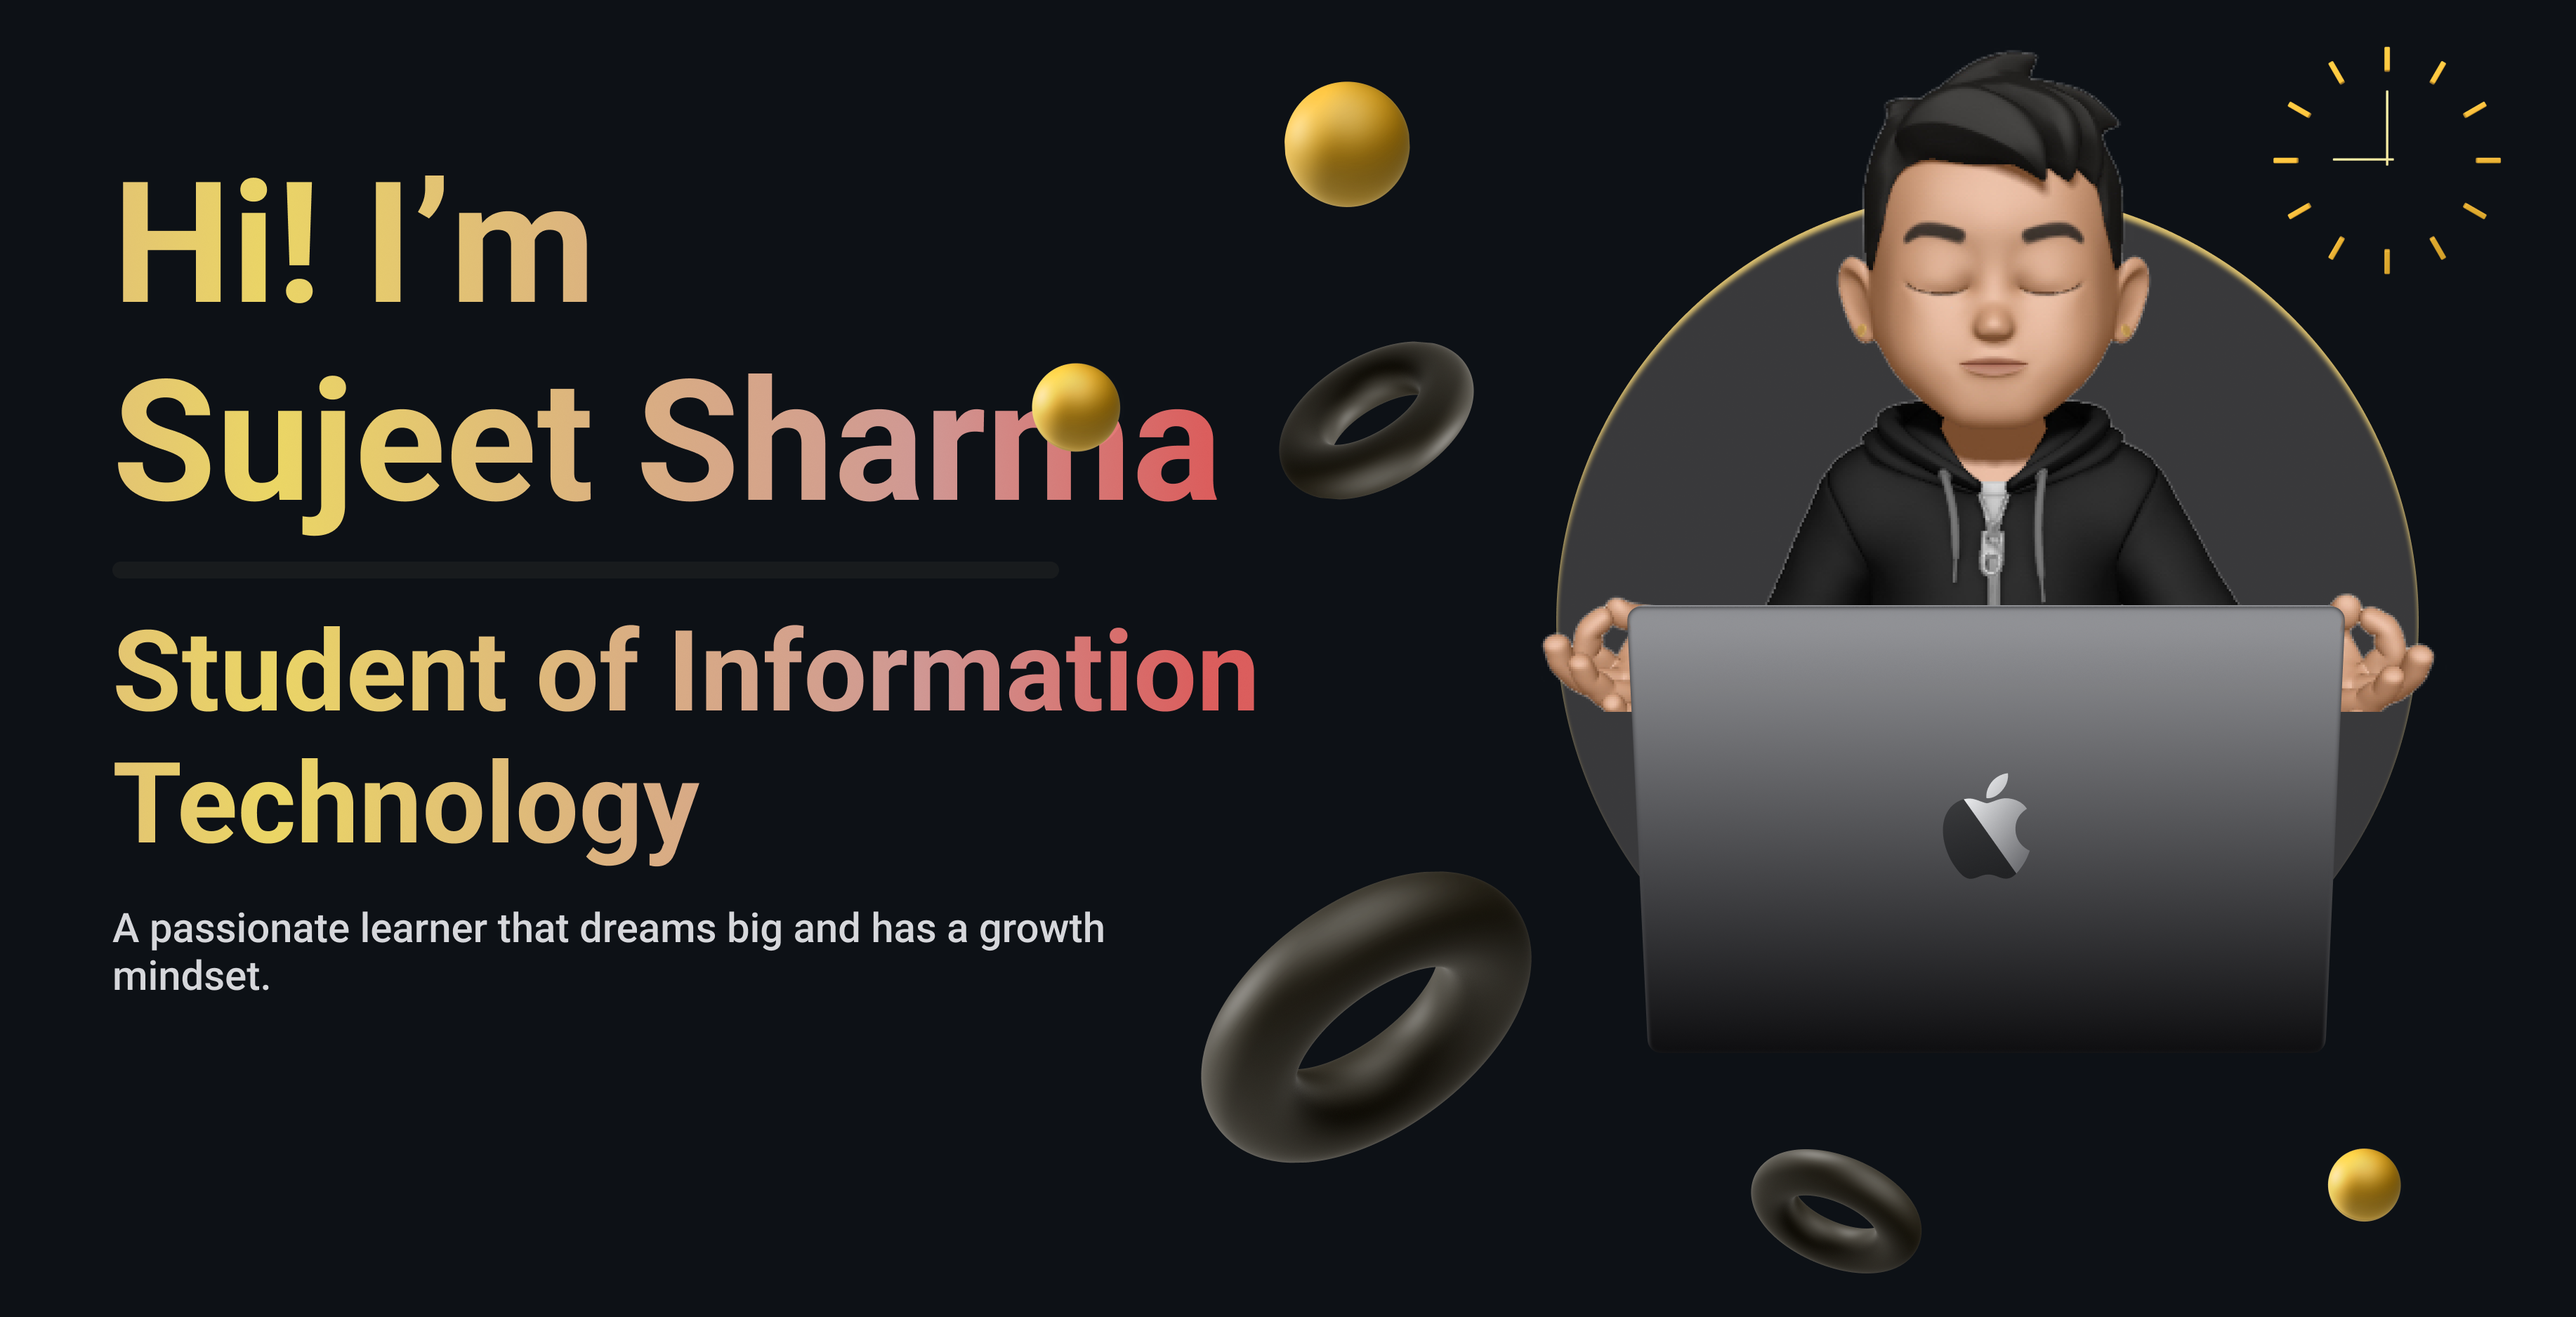 Hi! I’m
Sujeet Sharma
Student of Information
Technology
A passionate learner that dreams big and has a growth
mindset.